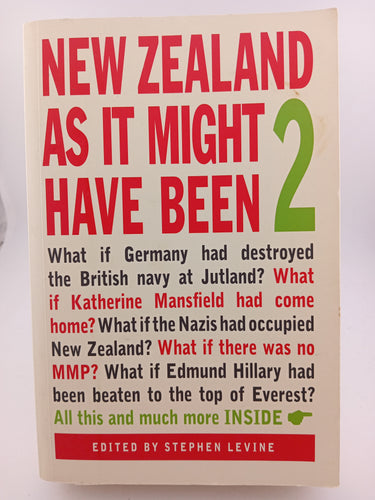 NEW ZEALAND
AS IT MIGHT
HAVE BEEN 2
What if Germany had destroyed
the British navy at Jutland? What
if Katherine Mansfield had come
home? What if the Nazis had occupied
New Zealand? What if there was no
MMP? What if Edmund Hillary had
been beaten to the top of Everest?
All this and much more INSIDE
EDITED BY STEPHEN LEVINE